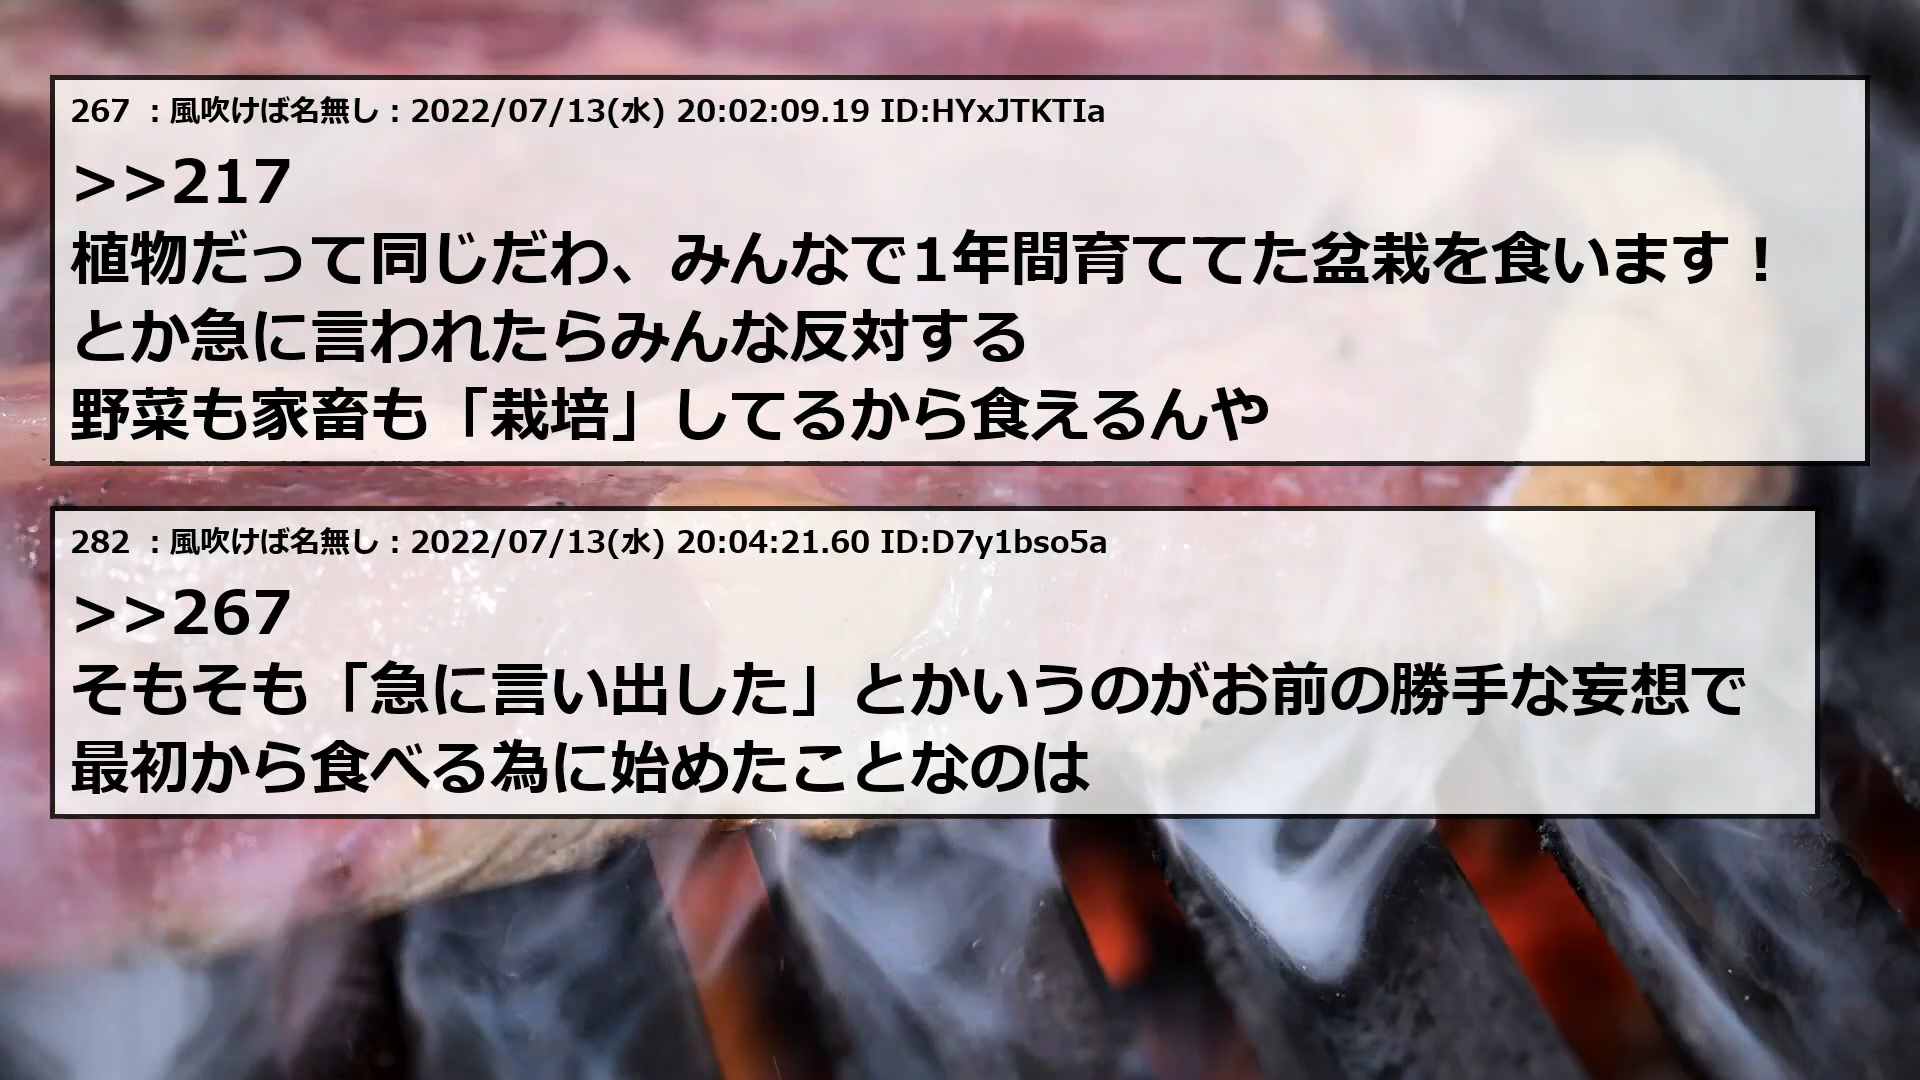 267 ：風吹けば名無し：2022/07/13(水) 20:02:09.19 ID:HYxJTKTIa
>>217
植物だって同じだわ、みんなで1年間育ててた盆栽を食います！
とか急に言われたらみんな反対する
野菜も家畜も「栽培」してるから食えるんや
282 ：風吹けば名無し：2022/07/13(水) 20:04:21.60 ID:D7y1bso5a
>>267
そもそも「急に言い出した」とかいうのがお前の勝手な妄想で
最初から食べる為に始めたことなのは